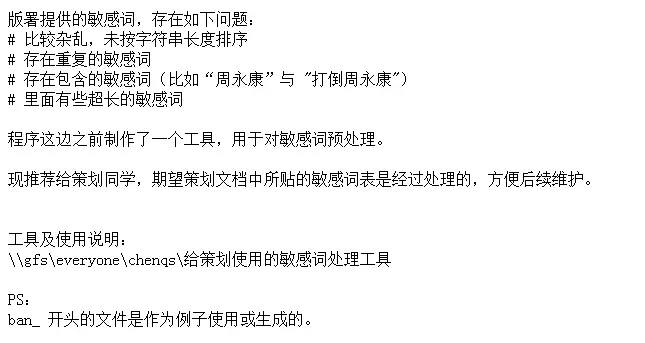 版署提供的敏感词，存在如下问题：
# 比较杂乱，未按字符串长度排序
# 存在重复的敏感词
# 存在包含的敏感词（比如“周永康”与 "打倒周永康"）
# 里面有些超长的敏感词
程序这边之前制作了一个工具，用于对敏感词预处理。
现推荐给策划同学，期望策划文档中所贴的敏感词表是经过处理的，方便后续维护。
工具及使用说明：
\\gfs\everyone\chenqs\给策划使用的敏感词处理工具
PS：
ban_ 开头的文件是作为例子使用或生成的。